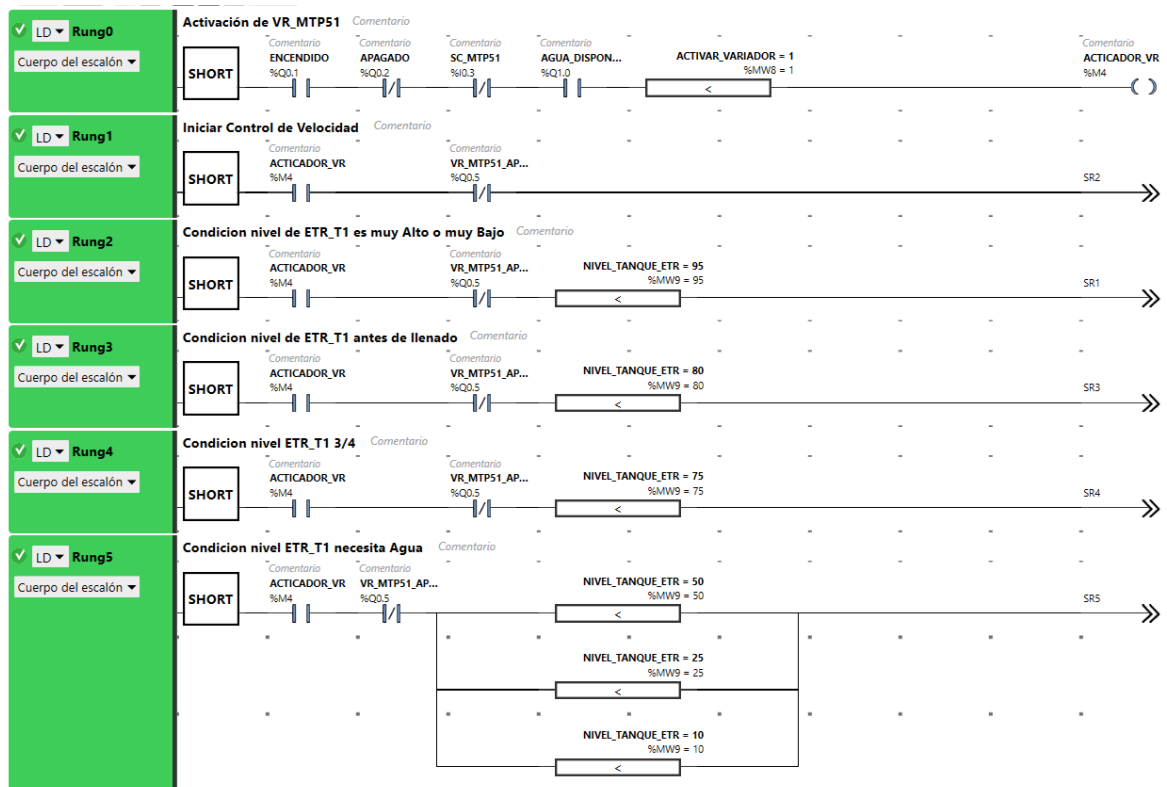 LD Rung0
Cuerpo del escalón
Activación de VR_MTP51 Comentario
SHORT
Comentario Comentario Comentario Comentario Comentario
ENCENDIDO APAGADO SC_MTP51 AGUA_DISPON... ACTIVAR_VARIADOR = 1 ACTICADOR_VR
%Q0.1 %Q0.2 %I0.3 %Q1.0 %MW8 = 1 %M4
<
LD Rung1
Cuerpo del escalón
Iniciar Control de Velocidad Comentario
SHORT
Comentario Comentario
ACTICADOR_VR VR_MTP51_AP...
%M4 %Q0.5 SR2
LD Rung2
Cuerpo del escalón
Condicion nivel de ETR_T1 es muy Alto o muy Bajo Comentario
SHORT
Comentario Comentario
ACTICADOR_VR VR_MTP51_AP... NIVEL_TANQUE_ETR = 95
%M4 %Q0.5 %MW9 = 95 SR1
<
LD Rung3
Cuerpo del escalón
Condicion nivel de ETR_T1 antes de llenado Comentario
SHORT
Comentario Comentario
ACTICADOR_VR VR_MTP51_AP... NIVEL_TANQUE_ETR = 80
%M4 %Q0.5 %MW9 = 80 SR3
<
LD Rung4
Cuerpo del escalón
Condicion nivel ETR_T1 3/4 Comentario
SHORT
Comentario Comentario
ACTICADOR_VR VR_MTP51_AP... NIVEL_TANQUE_ETR = 75
%M4 %Q0.5 %MW9 = 75 SR4
<
LD Rung5
Cuerpo del escalón
Condicion nivel ETR_T1 necesita Agua Comentario
SHORT
Comentario Comentario
ACTICADOR_VR VR_MTP51_AP... NIVEL_TANQUE_ETR = 50
%M4 %Q0.5 %MW9 = 50 SR5
<
NIVEL_TANQUE_ETR = 25
%MW9 = 25
<
NIVEL_TANQUE_ETR = 10
%MW9 = 10
<